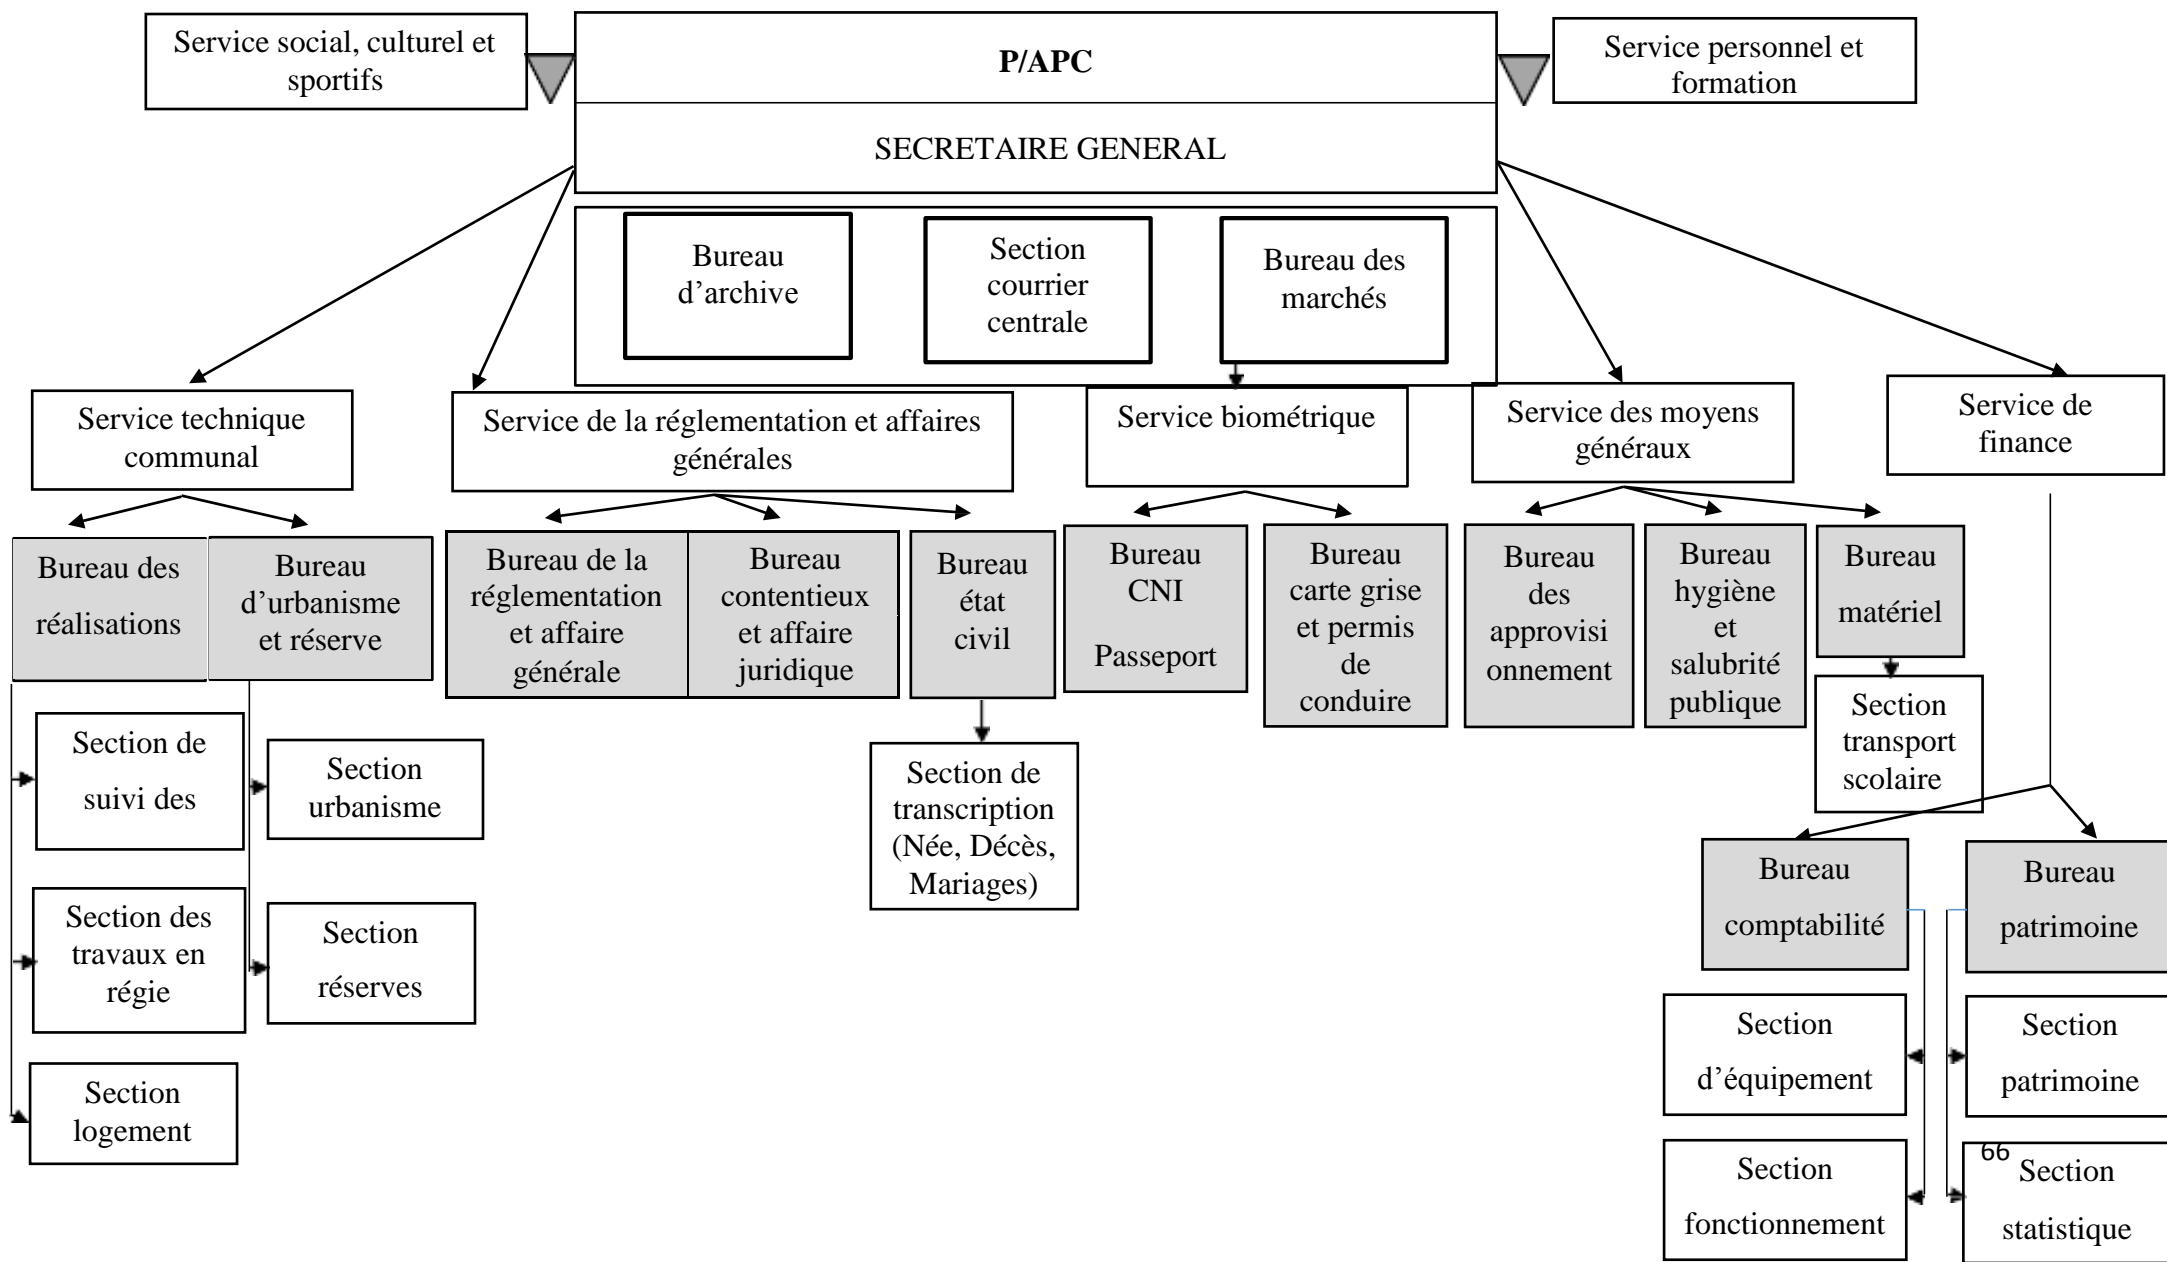 Service social, culturel et
sportifs
P/APC
Service personnel et
formation
SECRETAIRE GENERAL
Bureau
d’archive
Section
courrier
centrale
Bureau des
marchés
Service technique
communal
Service de la réglementation et affaires
générales
Service biométrique
Service des moyens
généraux
Service de
finance
Bureau des
réalisations
Bureau
d’urbanisme
et réserve
Bureau de la
réglementation
et affaire
générale
Bureau
contentieux
et affaire
juridique
Bureau
état
civil
Bureau
CNI
Passeport
Bureau
carte grise
et permis
de
conduire
Bureau
des
approvisi
onnement
Bureau
hygiène
et
salubrité
publique
Bureau
matériel
Section
transport
scolaire
Section de
suivi des
Section
urbanisme
Section de
transcription
(Née, Décès,
Mariages)
Bureau
comptabilité
Bureau
patrimoine
Section des
travaux en
régie
Section
réserves
Section
d’équipement
Section
patrimoine
Section
logement
Section
fonctionnement
66
Section
statistique